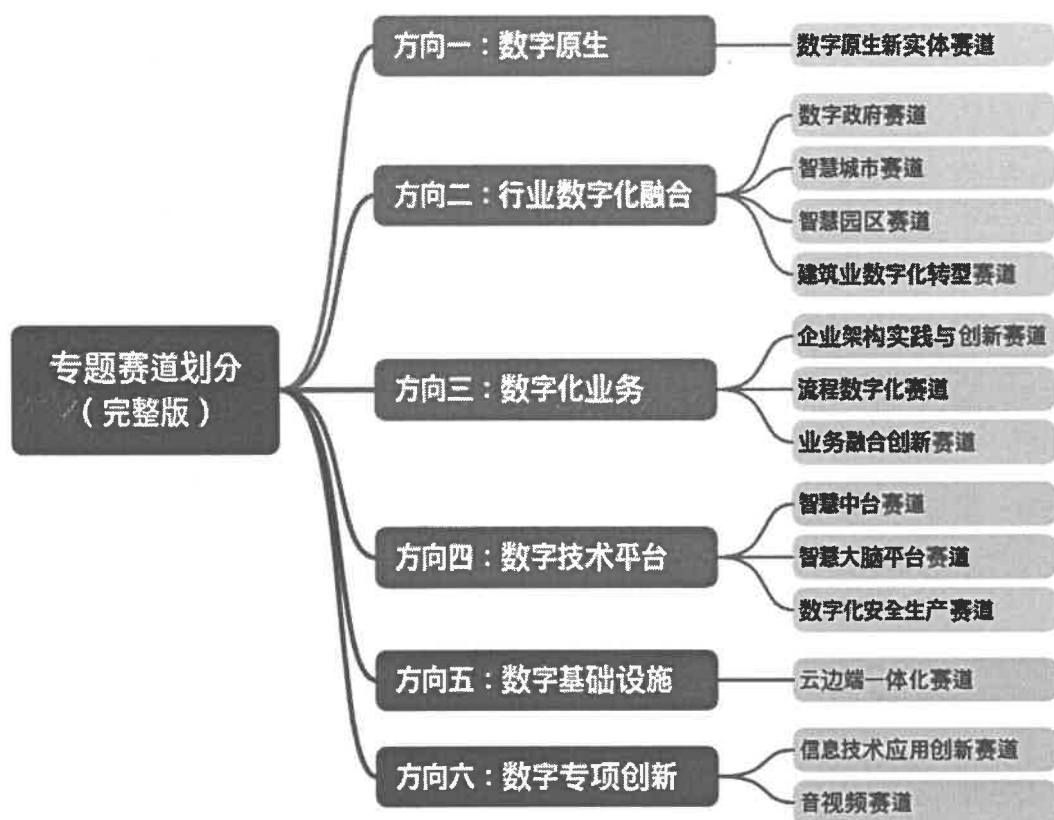 专题赛道划分
（完整版）
方向一：数字原生
数字原生新实体赛道
方向二：行业数字化融合
数字政府赛道
智慧城市赛道
智慧园区赛道
建筑业数字化转型赛道
方向三：数字化业务
企业架构实践与创新赛道
流程数字化赛道
业务融合创新赛道
方向四：数字技术平台
智慧中台赛道
智慧大脑平台赛道
数字化安全生产赛道
方向五：数字基础设施
云边端一体化赛道
方向六：数字专项创新
信息技术应用创新赛道
音视频赛道